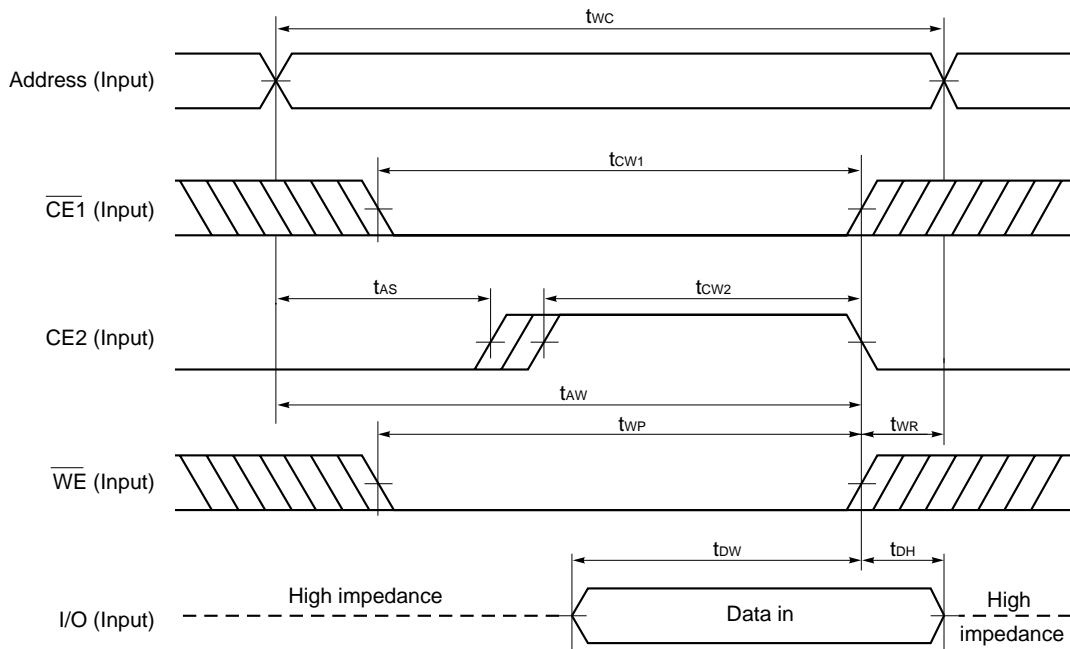 tWC
Address (Input)
tCW1
CE1 (Input)
tAS
tCW2
CE2 (Input)
tAW
tWP
tWR
WE (Input)
tDW
tDH
I/O (Input)
High impedance
Data in
High
impedance